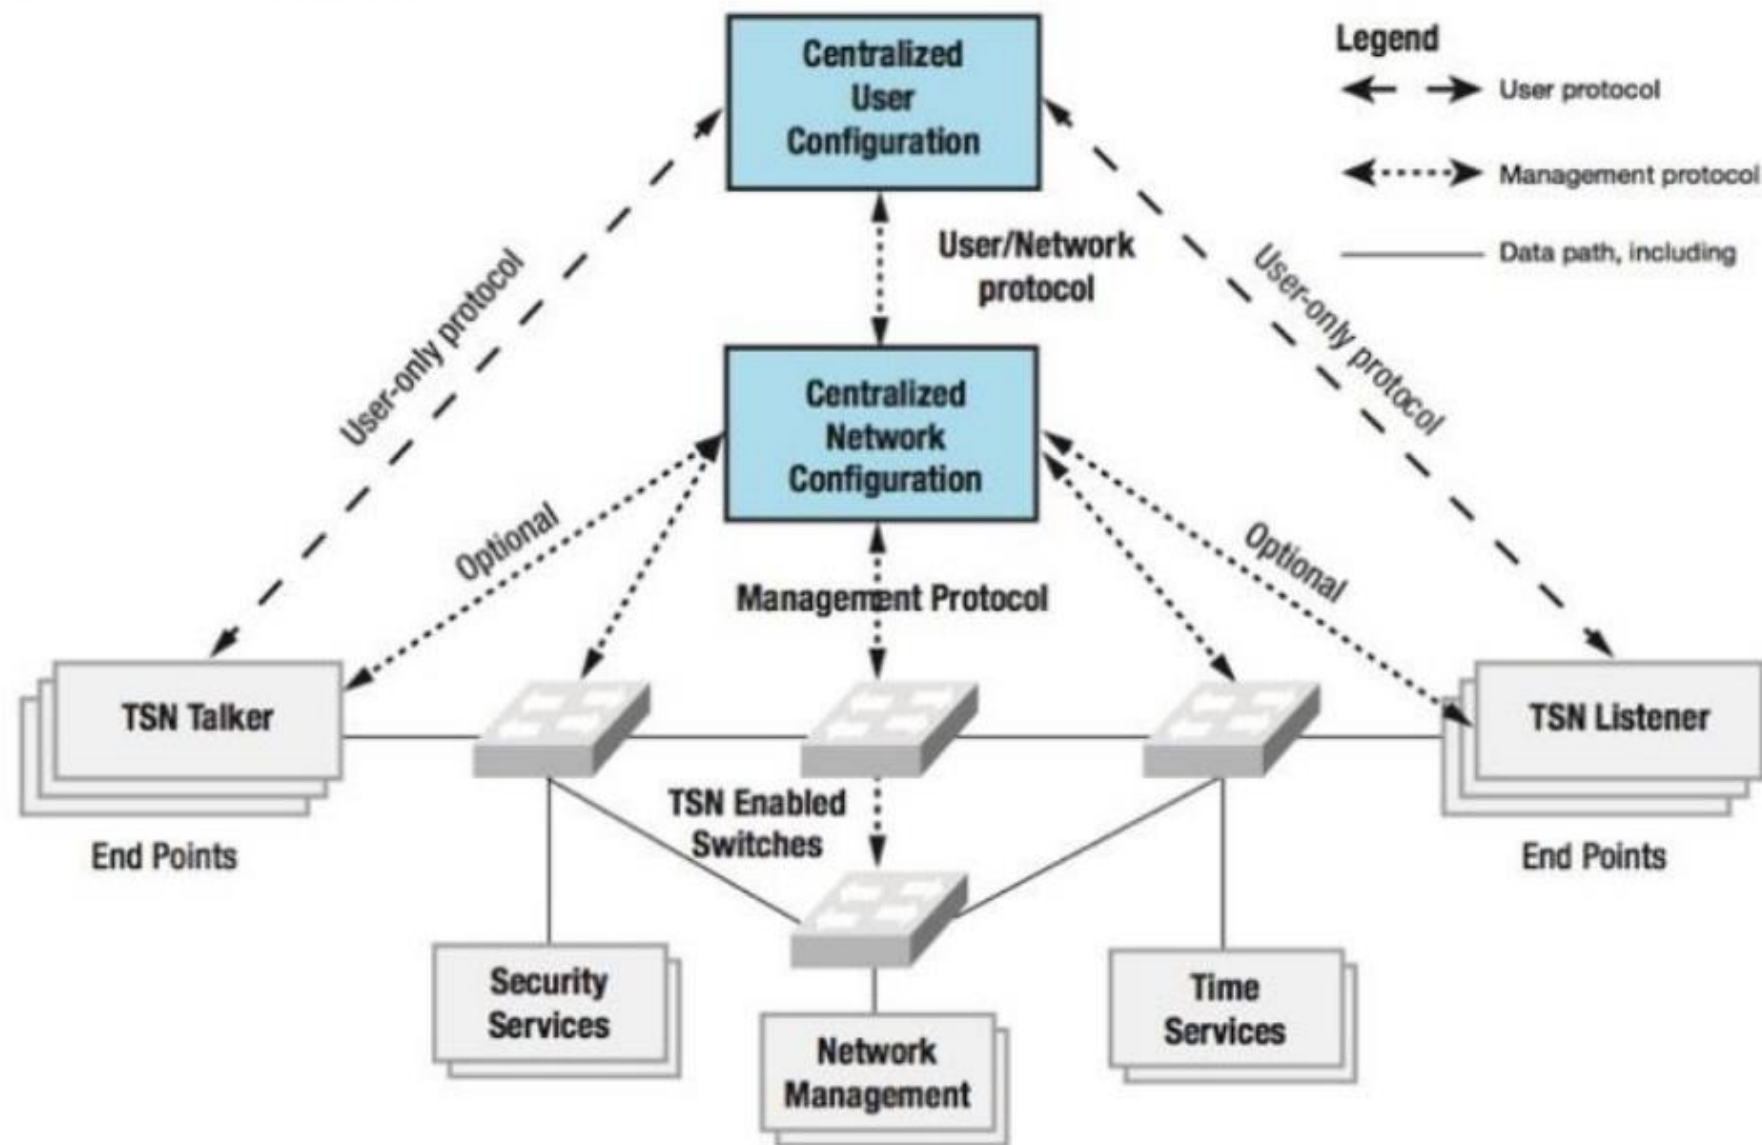 Centralized
User
Configuration
Legend
User protocol
Management protocol
Data path, including
User/Network
protocol
User-only protocol
User-only protocol
Centralized
Network
Configuration
Optional
Optional
Management Protocol
TSN Talker
TSN Listener
TSN Enabled
Switches
End Points
End Points
Security
Services
Time
Services
Network
Management